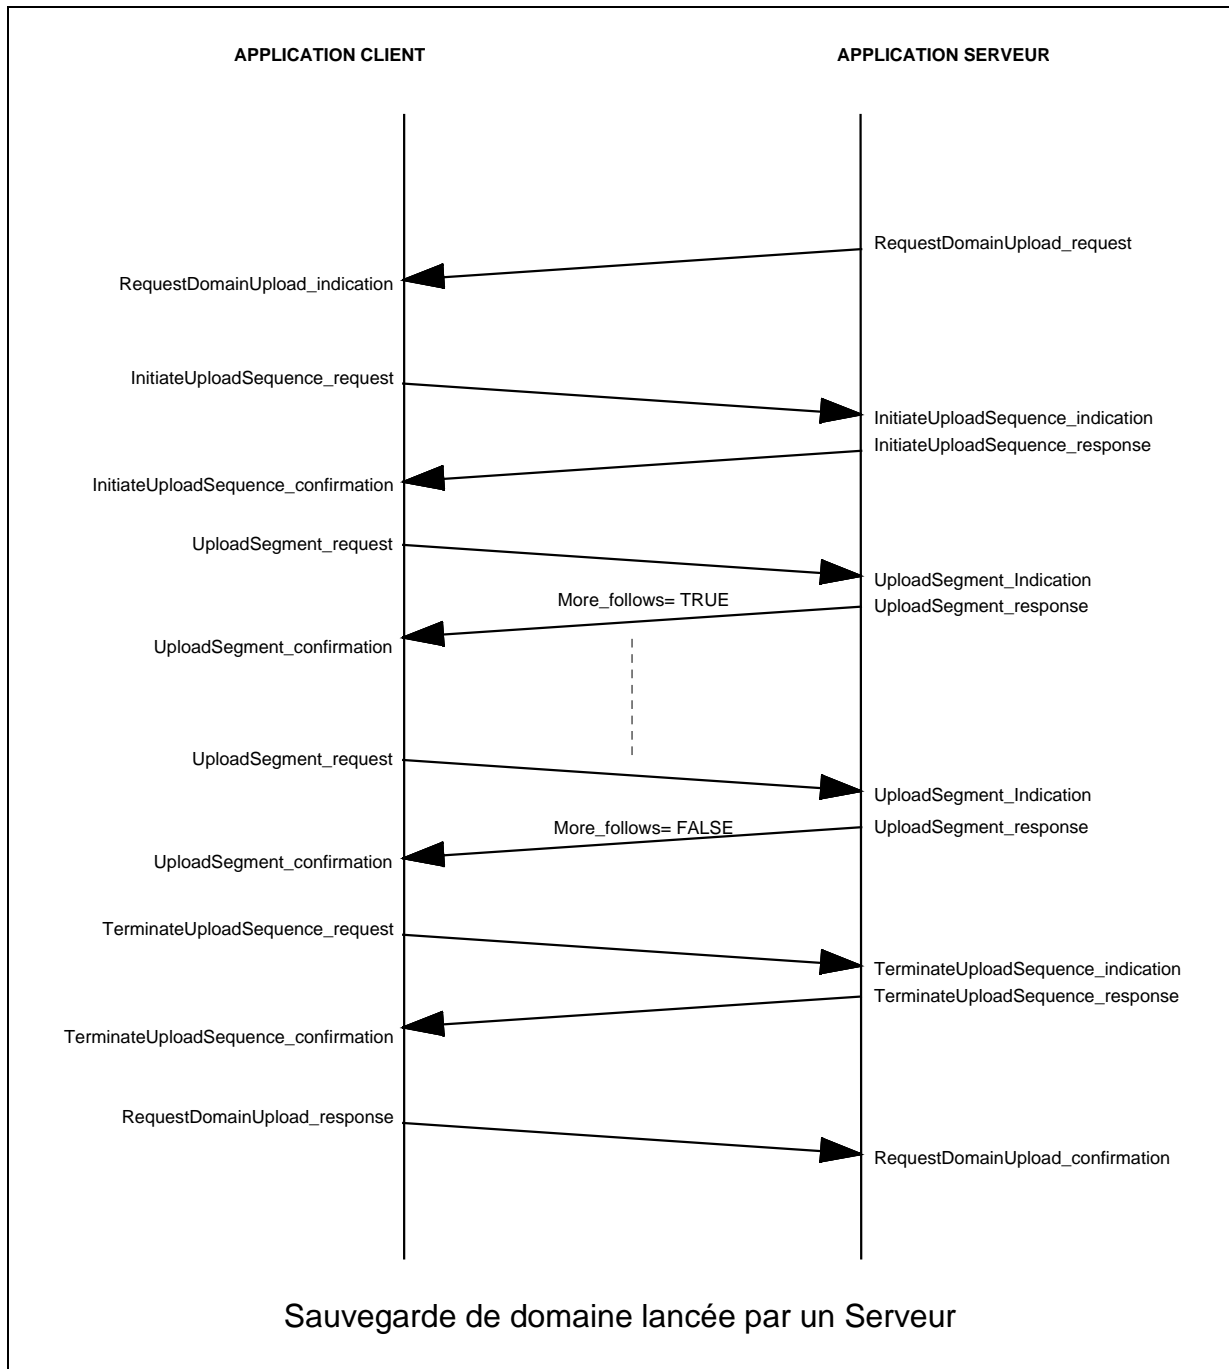 APPLICATION CLIENT
APPLICATION SERVEUR
RequestDomainUpload_request
RequestDomainUpload_indication
InitiateUploadSequence_request
InitiateUploadSequence_indication
InitiateUploadSequence_response
InitiateUploadSequence_confirmation
UploadSegment_request
UploadSegment_Indication
More_follows= TRUE
UploadSegment_response
UploadSegment_confirmation
UploadSegment_request
UploadSegment_Indication
More_follows= FALSE
UploadSegment_response
UploadSegment_confirmation
TerminateUploadSequence_request
TerminateUploadSequence_indication
TerminateUploadSequence_response
TerminateUploadSequence_confirmation
RequestDomainUpload_response
RequestDomainUpload_confirmation
Sauvegarde de domaine lancée par un Serveur